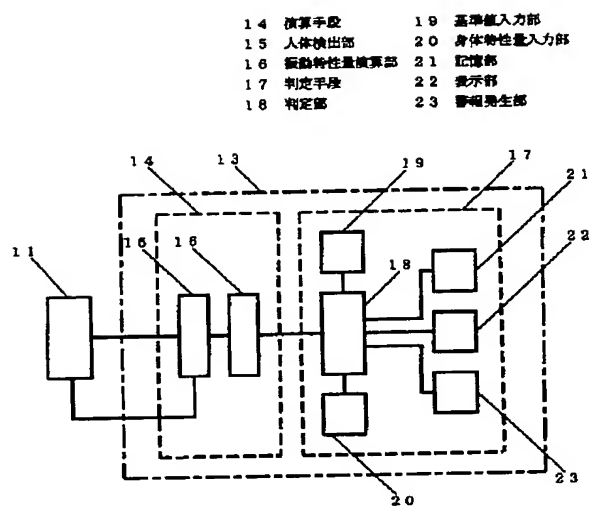 14 演算手段 19 基準値入力部
15 人体検出部 20 身体特性量入力部
16 振動特性量演算部 21 記憶部
17 判定手段 22 表示部
18 判定部 23 警報発生部
14 13 19 17 21
15 16 18 22
11
20 23